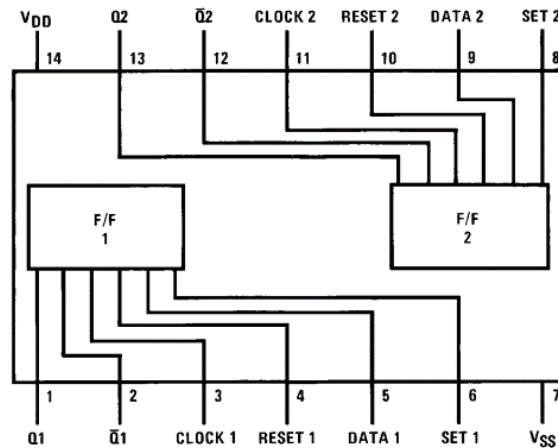 VDD Q2 Q̅2 CLOCK 2 RESET 2 DATA 2 SET 2
14 13 12 11 10 9 8
F/F
1
F/F
2
1 2 3 4 5 6 7
Q1 Q̅1 CLOCK 1 RESET 1 DATA 1 SET 1 VSS